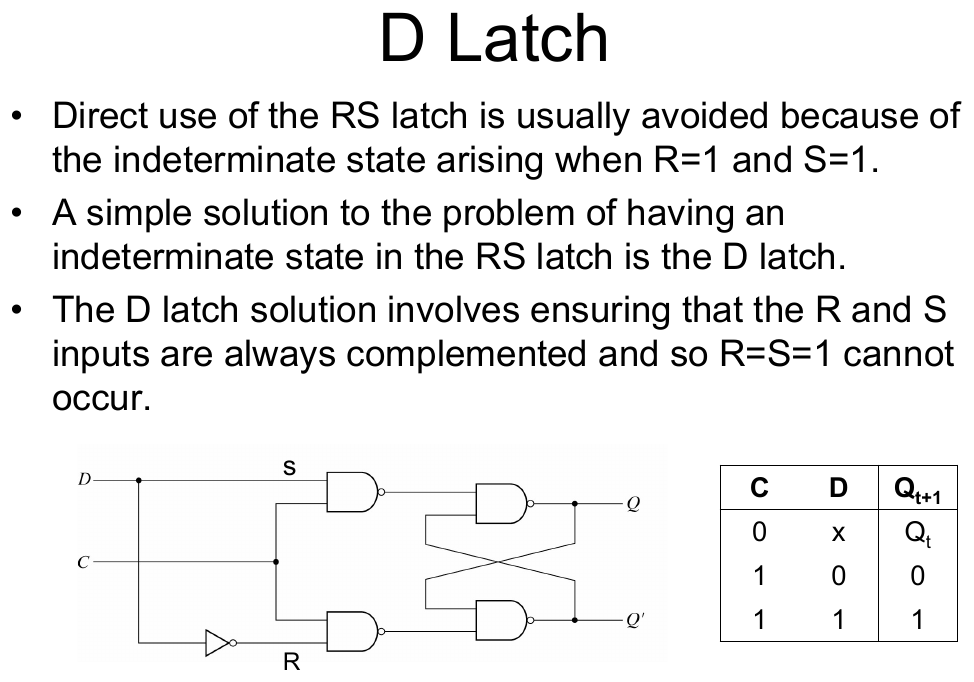 D Latch
• Direct use of the RS latch is usually avoided because of
the indeterminate state arising when R=1 and S=1.
• A simple solution to the problem of having an
indeterminate state in the RS latch is the D latch.
• The D latch solution involves ensuring that the R and S
inputs are always complemented and so R=S=1 cannot
occur.
S
D
Q
C
Q'
R
C D Qt+1
0 x Qt
1 0 0
1 1 1